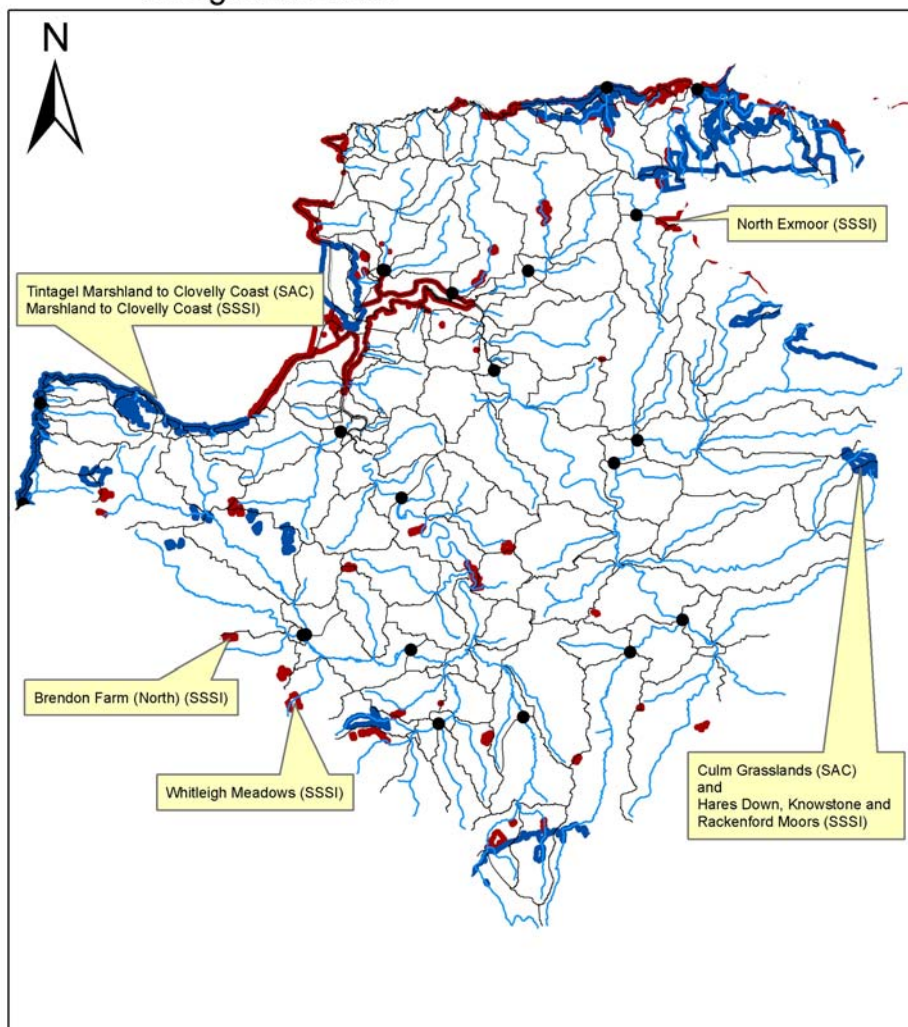 N
North Exmoor (SSSI)
Tintagel Marshland to Clovelly Coast (SAC)
Marshland to Clovelly Coast (SSSI)
Brendon Farm (North) (SSSI)
Whitleigh Meadows (SSSI)
Culm Grasslands (SAC)
and
Hares Down, Knowstone and
Rackenford Moors (SSSI)